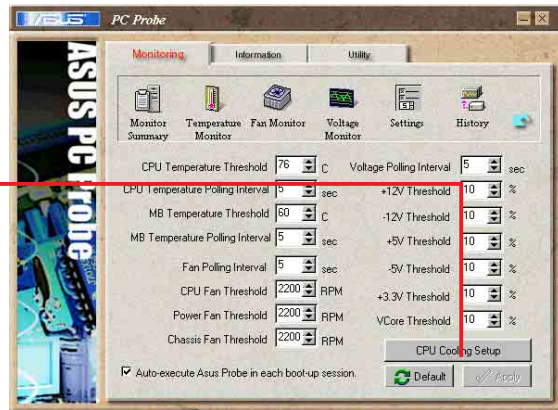 ASUS PC Probe
Asus PC Probe
Monitoring Information Utility
Monitor Summary
Temperature Monitor
Fan Monitor
Voltage Monitor
Settings
History
CPU Temperature Threshold 76 C
CPU Temperature Polling Interval 5 sec
MB Temperature Threshold 60 C
MB Temperature Polling Interval 5 sec
Fan Polling Interval 5 sec
CPU Fan Threshold 2200 RPM
Power Fan Threshold 2200 RPM
Chassis Fan Threshold 2200 RPM
Voltage Polling Interval 5 sec
+12V Threshold 10 %
-12V Threshold 10 %
+5V Threshold 10 %
-5V Threshold 10 %
+3.3V Threshold 10 %
VCore Threshold 10 %
CPU Cooling Setup
Auto-execute Asus Probe in each boot-up session.
Default
Apply